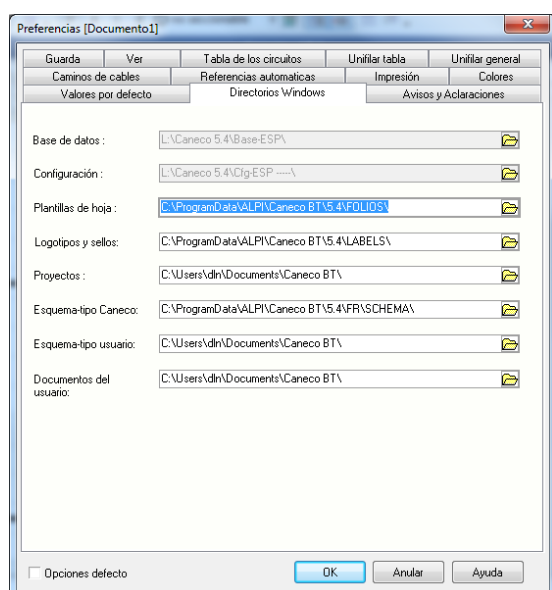 Preferencias [Documento1]
Guarda Ver Tabla de los circuitos Unifilar tabla Unifilar general
Caminos de cables Referencias automaticas Impresión Colores
Valores por defecto Directorios Windows Avisos y Aclaraciones
Base de datos : L:\Caneco 5.4\Base-ESP\
Configuración : L:\Caneco 5.4\Cfg-ESP -----\
Plantillas de hoja : C:\ProgramData\ALPI\Caneco BT\5.4\FOLIOS\
Logotipos y sellos: C:\ProgramData\ALPI\Caneco BT\5.4\LABELS\
Proyectos : C:\Users\dln\Documents\Caneco BT\
Esquema-tipo Caneco: C:\ProgramData\ALPI\Caneco BT\5.4\FR\SCHEMA\
Esquema-tipo usuario: C:\Users\dln\Documents\Caneco BT\
Documentos del C:\Users\dln\Documents\Caneco BT\
usuario:
Opciones defecto OK Anular Ayuda